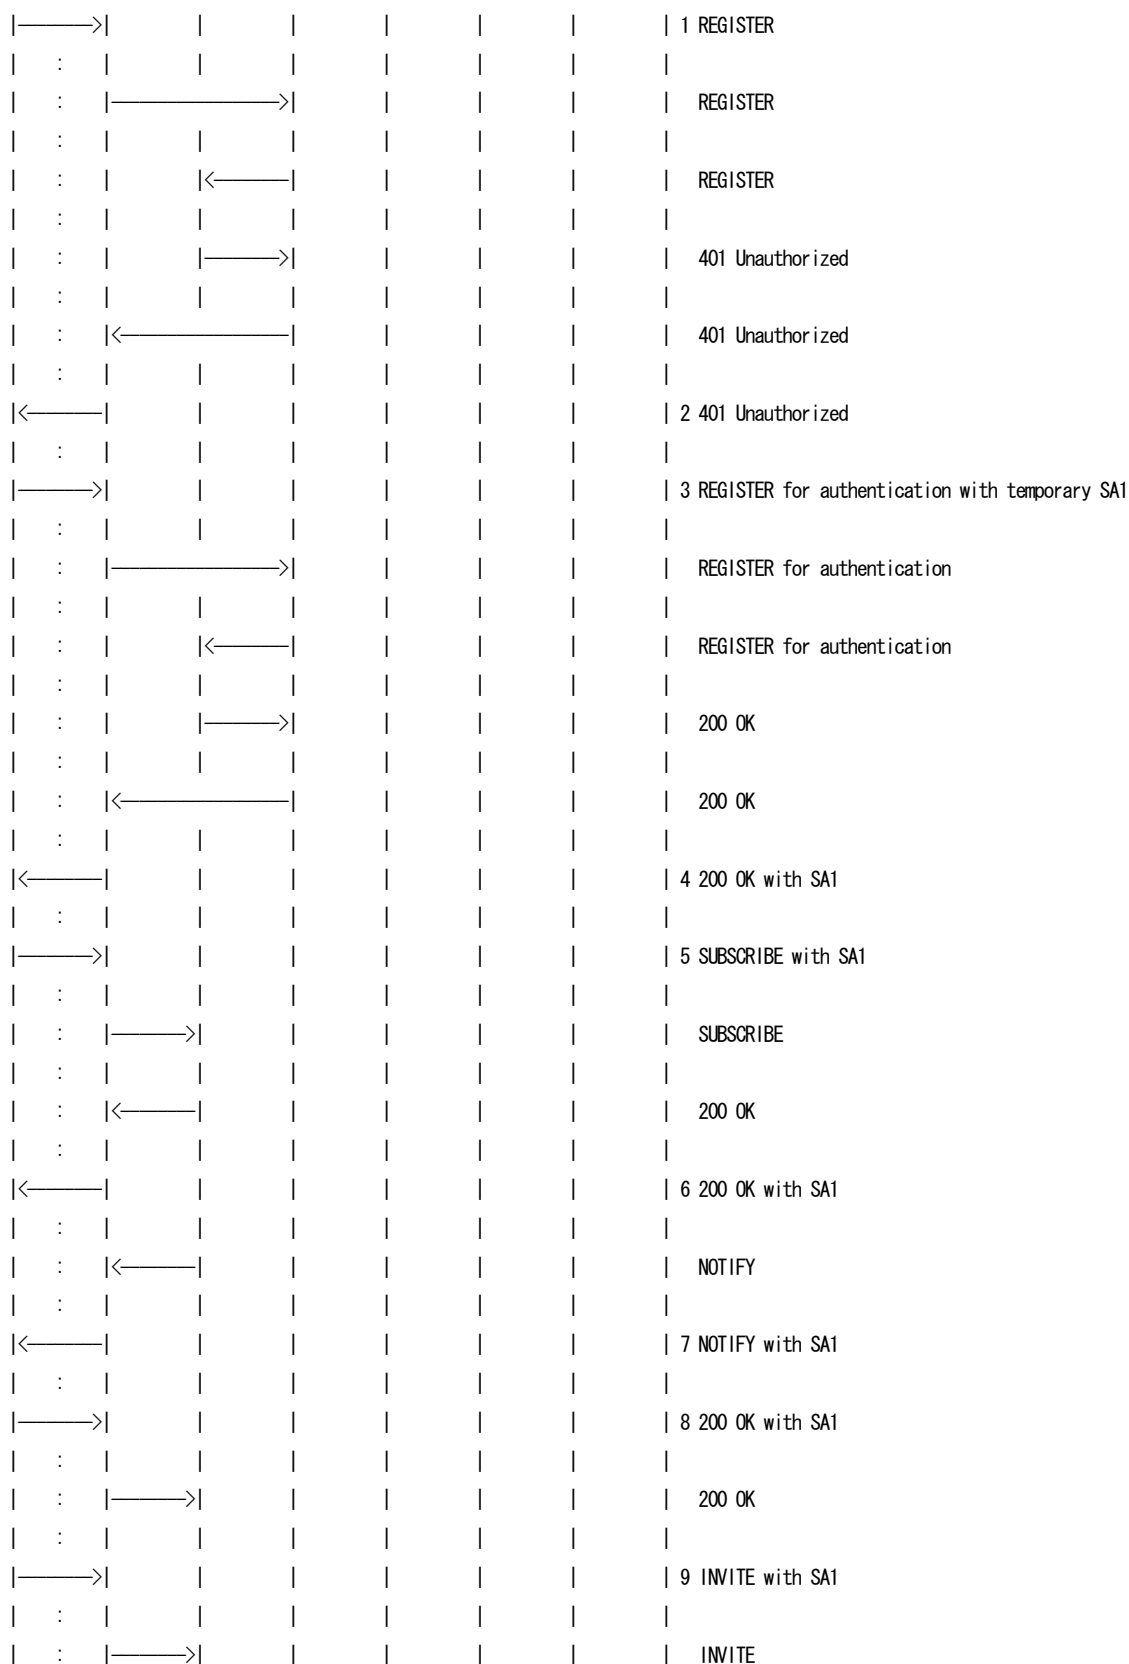 1 REGISTER
:
: REGISTER
:
: REGISTER
:
: 401 Unauthorized
:
: 401 Unauthorized
:
2 401 Unauthorized
:
3 REGISTER for authentication with temporary SA1
:
: REGISTER for authentication
:
: REGISTER for authentication
:
: 200 OK
:
: 200 OK
:
4 200 OK with SA1
:
5 SUBSCRIBE with SA1
:
: SUBSCRIBE
:
: 200 OK
:
6 200 OK with SA1
:
: NOTIFY
:
7 NOTIFY with SA1
:
8 200 OK with SA1
:
: 200 OK
:
9 INVITE with SA1
:
: INVITE